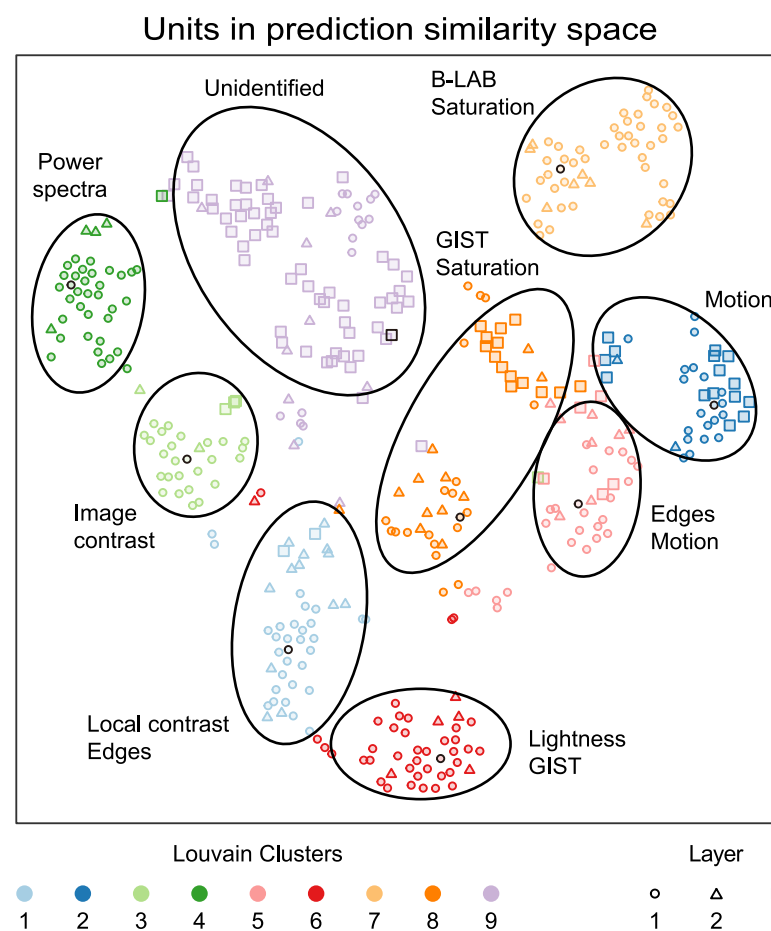 Units in prediction similarity space
Unidentified
B-LAB
Saturation
Power
spectra
GIST
Saturation
Motion
Image
contrast
Edges
Motion
Local contrast
Edges
Lightness
GIST
Louvain Clusters
Layer
1 2 3 4 5 6 7 8 9 1 2